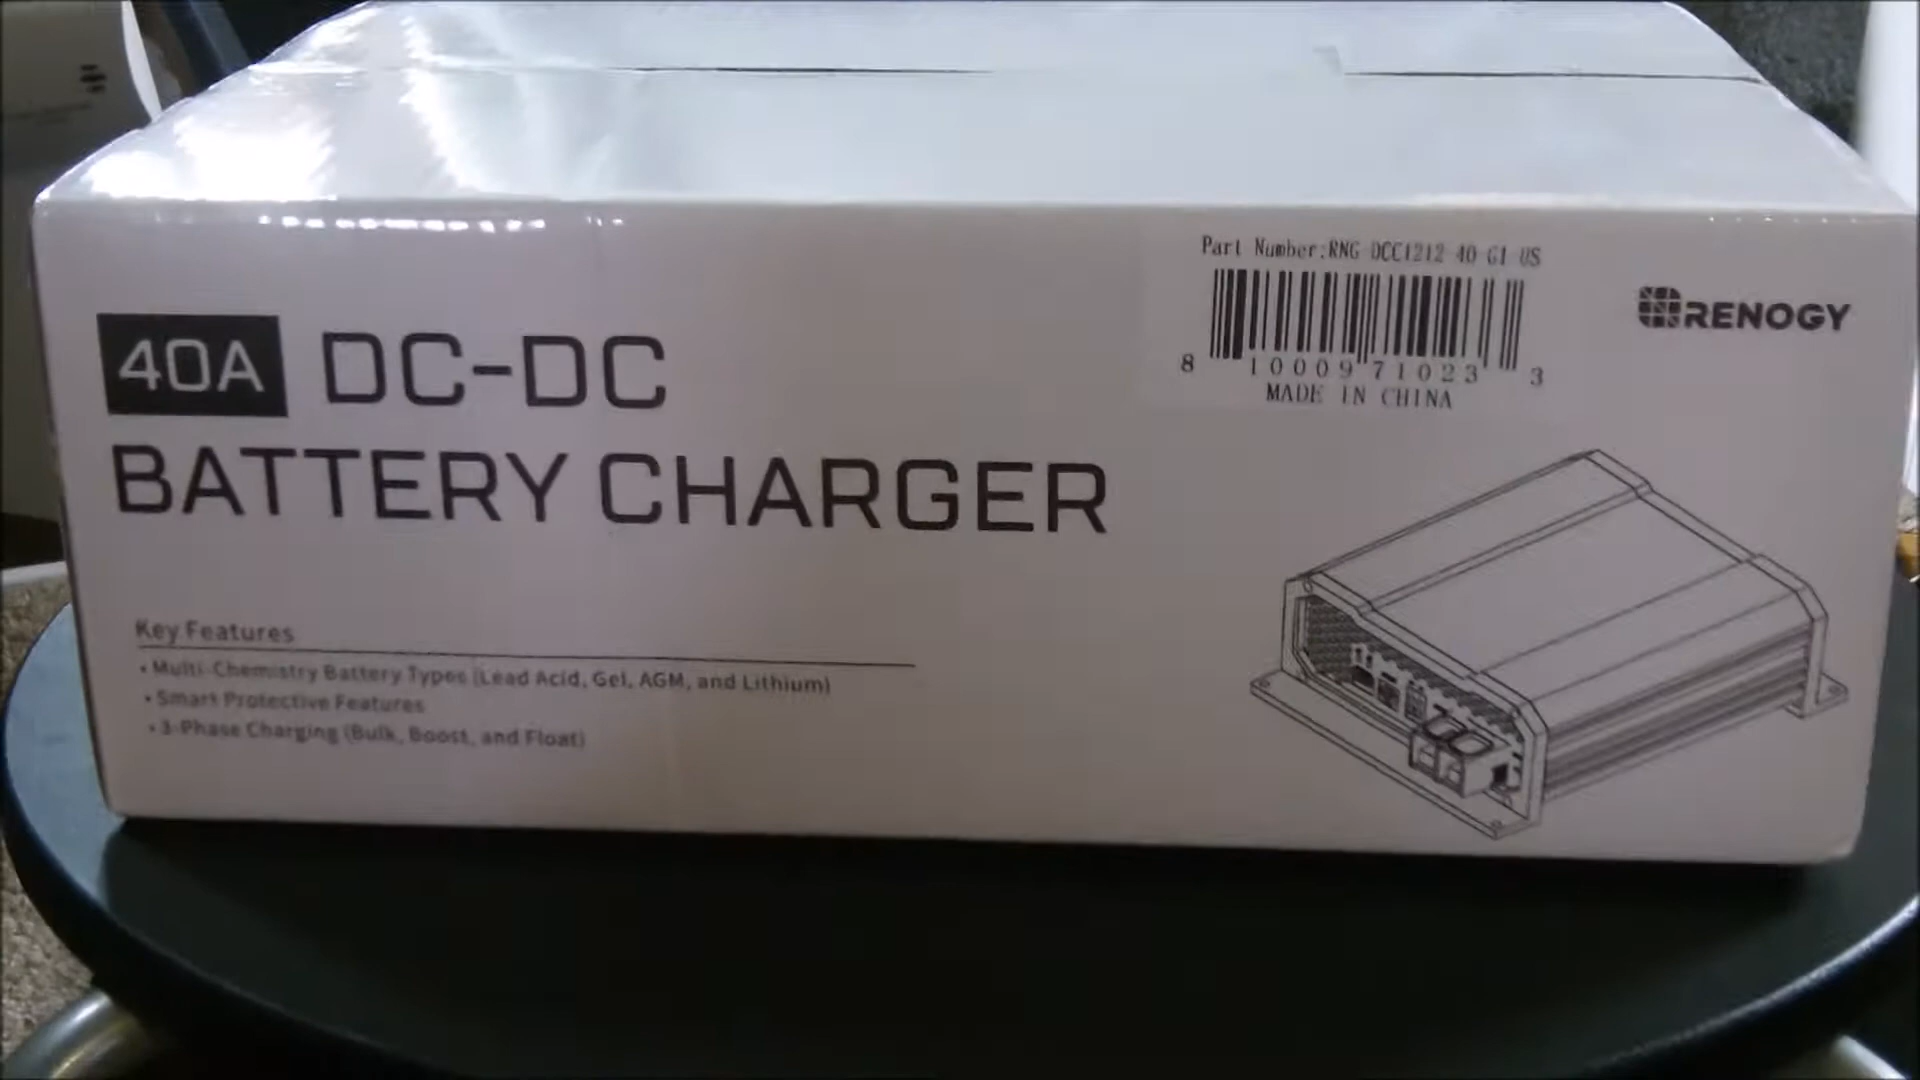 Part Number:RNG-DCC1212-40-G1-US
8 10009 71023 3
MADE IN CHINA
RENOGY
40A DC-DC
BATTERY CHARGER
Key Features
• Multi-Chemistry Battery Types (Lead Acid, Gel, AGM, and Lithium)
• Smart Protective Features
• 3-Phase Charging (Bulk, Boost, and Float)